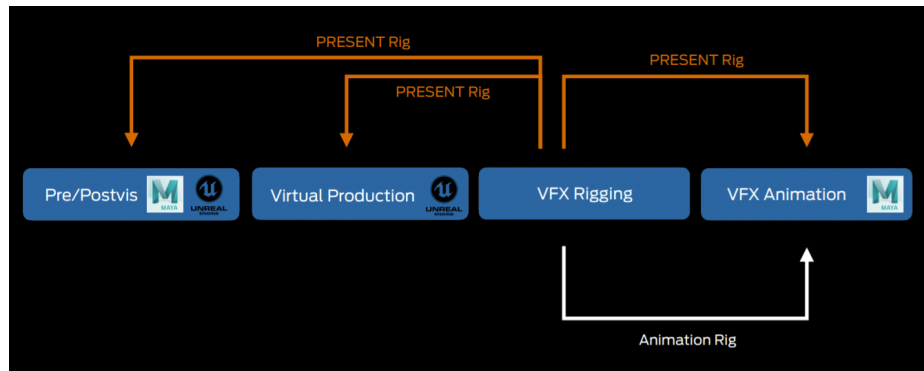 PRESENT Rig
PRESENT Rig
PRESENT Rig
Pre/Postvis
MAYA
UNREAL
ENGINE
Virtual Production
UNREAL
ENGINE
VFX Rigging
VFX Animation
MAYA
Animation Rig